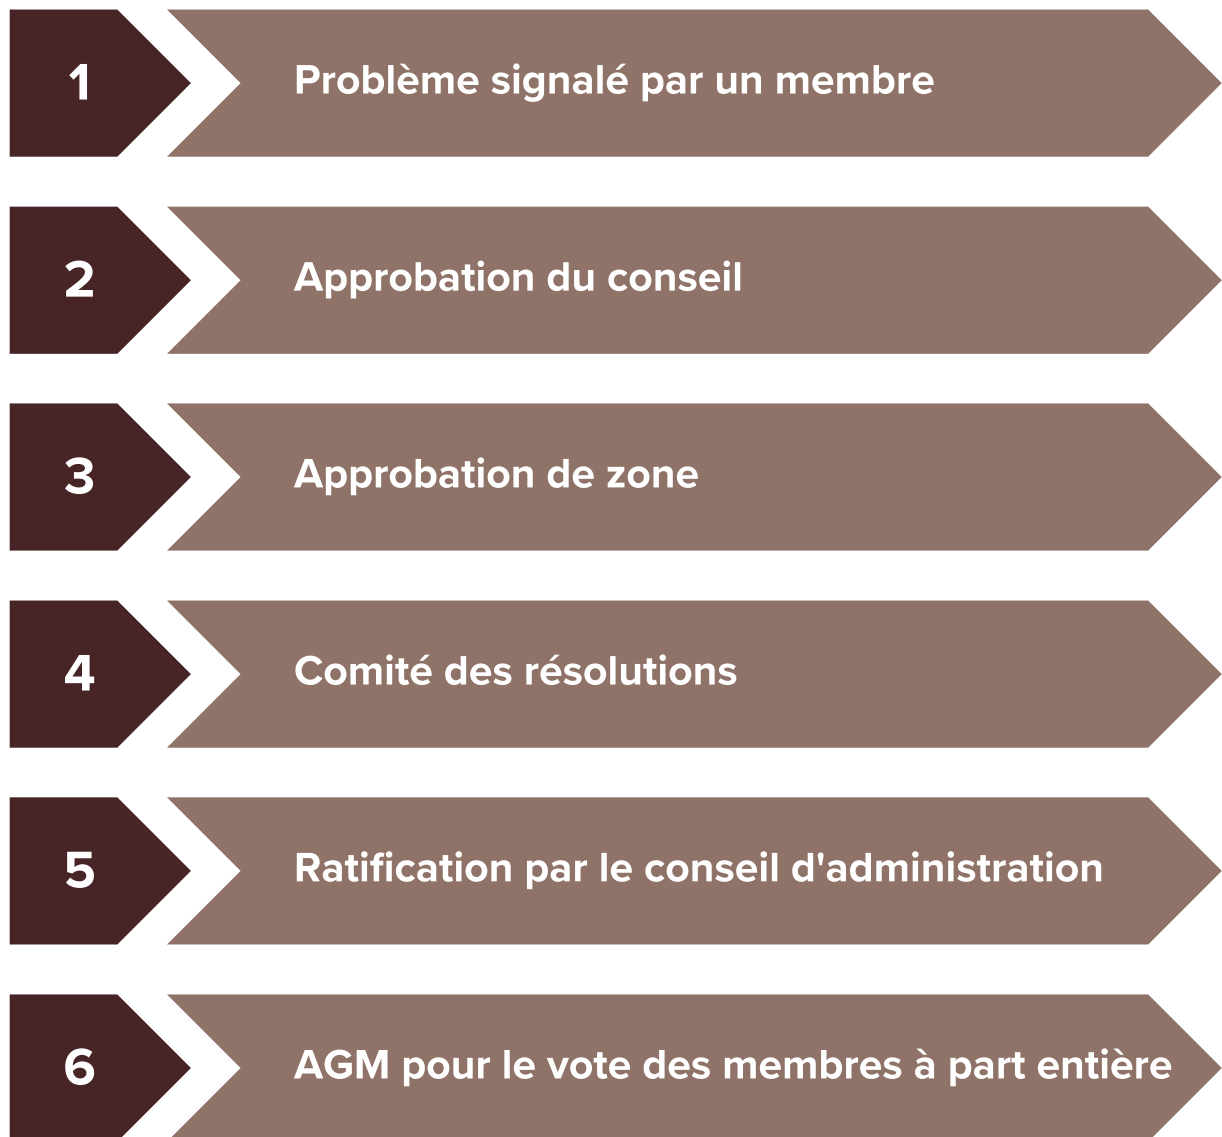 1
Problème signalé par un membre
2
Approbation du conseil
3
Approbation de zone
4
Comité des résolutions
5
Ratification par le conseil d'administration
6
AGM pour le vote des membres à part entière